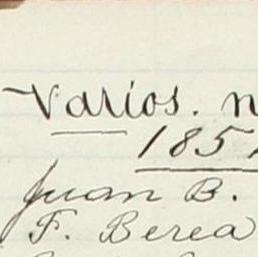 Varios. n
185
Juan B.
F. Berea